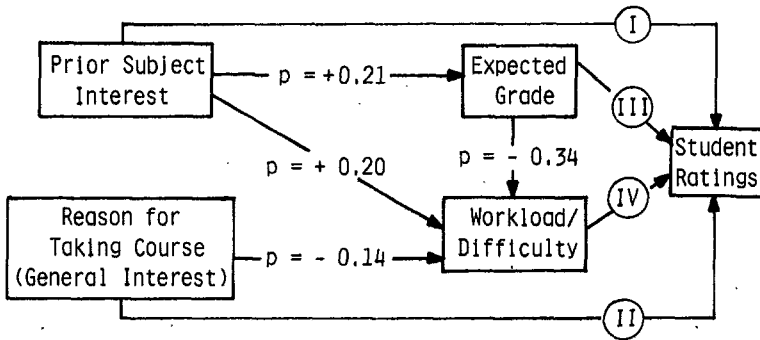 I
Prior Subject
Interest
p = +0.21
Expected
Grade
III
p = + 0.20
p = - 0.34
Student
Ratings
Reason for
Taking Course
(General Interest)
p = - 0.14
Workload/
Difficulty
IV
II